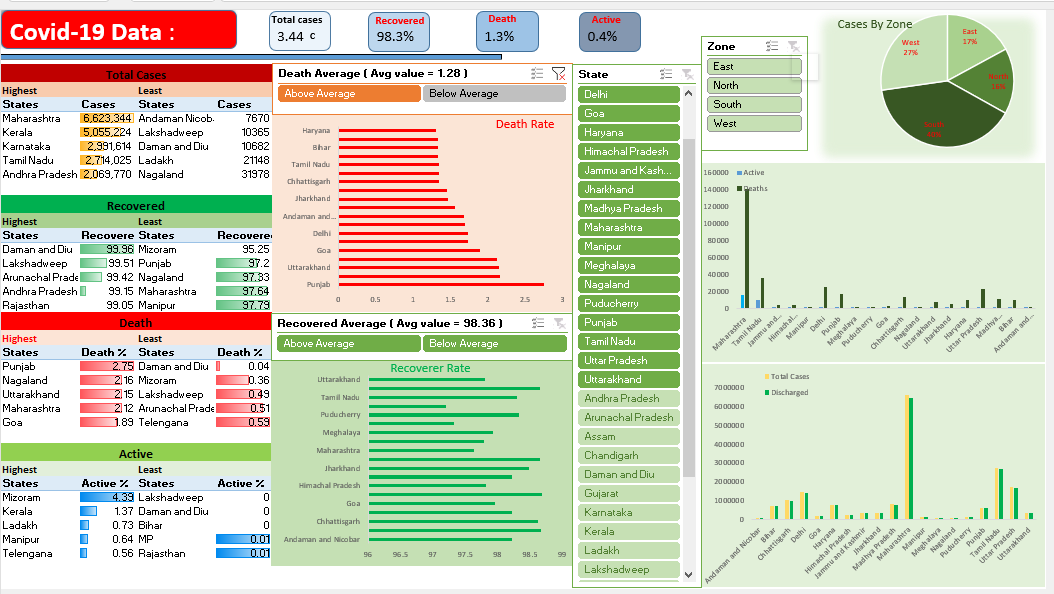 Covid-19 Data :
Total cases
3.44 c
Recovered
98.3%
Death
1.3%
Active
0.4%
Total Cases
Highest Least
States Cases States Cases
Maharashtra 6,623,344 Andaman Nicob 7670
Kerala 5,055,224 Lakshadweep 10365
Karnataka 2,991,614 Daman and Diu 10682
Tamil Nadu 2,714,025 Ladakh 21148
Andhra Pradesh 2,069,770 Nagaland 31978
Recovered
Highest Least
States Recovere States Recovered
Daman and Diu 99.96 Mizoram 95.25
Lakshadweep 99.51 Punjab 97.2
Arunachal Prade 99.42 Nagaland 97.33
Andhra Pradesh 99.15 Maharashtra 97.64
Rajasthan 99.05 Manipur 97.79
Death
Highest Least
States Death % States Death %
Punjab 2.75 Daman and Diu 0.04
Nagaland 2.16 Mizoram 0.36
Uttarakhand 2.15 Lakshadweep 0.49
Maharashtra 2.12 Arunachal Prade 0.51
Goa 1.89 Telengana 0.59
Active
Highest Least
States Active % States Active %
Mizoram 4.39 Lakshadweep 0
Kerala 1.37 Daman and Diu 0
Ladakh 0.73 Bihar 0
Manipur 0.64 MP 0.01
Telengana 0.56 Rajasthan 0.01
Death Average ( Avg value = 1.28 )
Above Average Below Average
Death Rate
Haryana
Bihar
Tamil Nadu
Chhattisgarh
Jharkhand
Andaman and...
Delhi
Goa
Uttarakhand
Punjab
0 0.5 1 1.5 2 2.5 3
Recovered Average ( Avg value = 98.36 )
Above Average Below Average
Recoverer Rate
Uttarakhand
Tamil Nadu
Puducherry
Meghalaya
Maharashtra
Jharkhand
Himachal Pradesh
Goa
Chhattisgarh
Andaman and Nicobar
96 96.5 97 97.5 98 98.5 99
State
Delhi
Goa
Haryana
Himachal Pradesh
Jammu and Kash...
Jharkhand
Madhya Pradesh
Maharashtra
Manipur
Meghalaya
Nagaland
Puducherry
Punjab
Tamil Nadu
Uttar Pradesh
Uttarakhand
Andhra Pradesh
Arunachal Pradesh
Assam
Chandigarh
Daman and Diu
Gujarat
Karnataka
Kerala
Ladakh
Lakshadweep
Zone
East
North
South
West
Cases By Zone
West
27%
East
17%
North
16%
160000
140000
120000
100000
80000
60000
40000
20000
0
Active
Deaths
Maharashtra
Tamil Nadu
Jammu and...
Himachal...
Manipur
Delhi
Punjab
Meghalaya
Puducherry
Goa
Chhattisgarh
Nagaland
Uttarakhand
Jharkhand
Haryana
Uttar Pradesh
Madhya...
Bihar
Andaman and...
Total Cases
Discharged
7000000
6000000
5000000
4000000
3000000
2000000
1000000
0
Andaman and Nicobar
Bihar
Chhattisgarh
Delhi
Goa
Haryana
Himachal Pradesh
Jammu and Kashmir
Jharkhand
Madhya Pradesh
Maharashtra
Manipur
Meghalaya
Nagaland
Puducherry
Punjab
Tamil Nadu
Uttar Pradesh
Uttarakhand